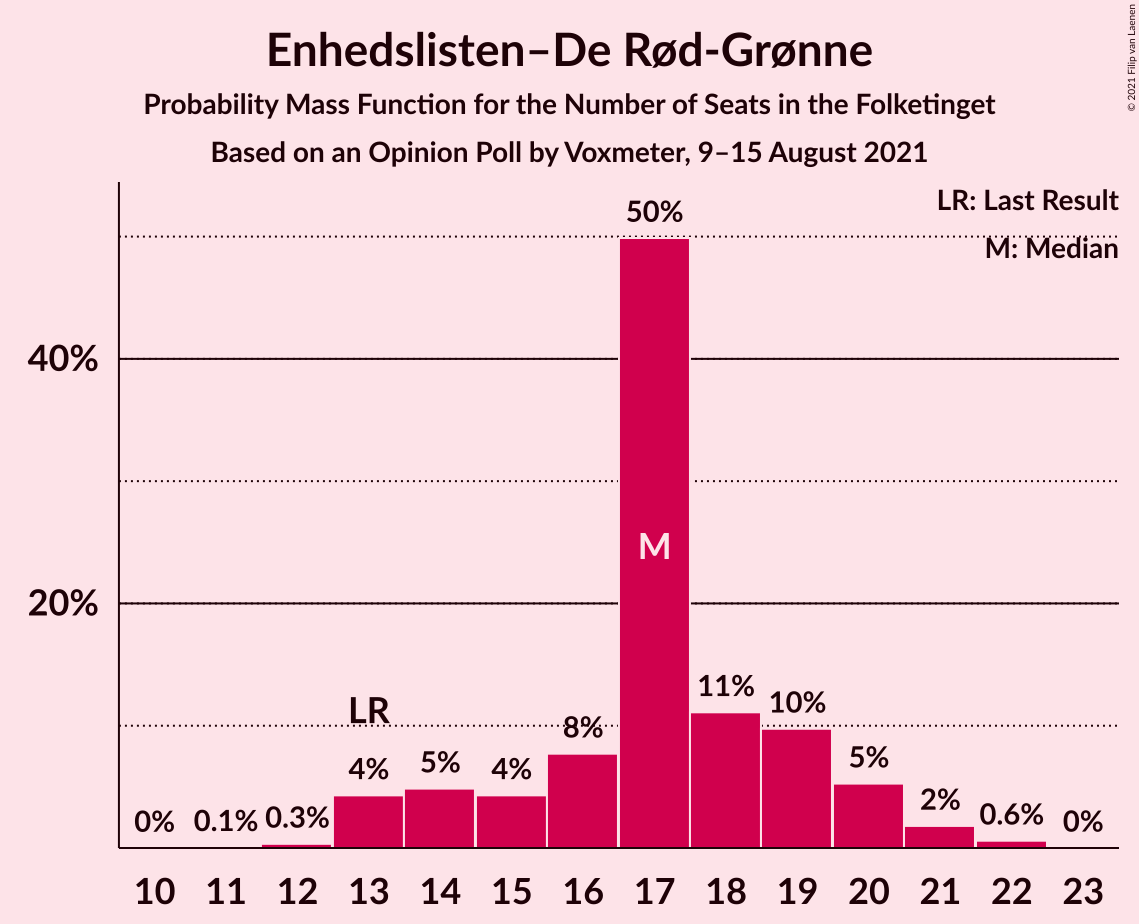 © 2021 Filip van Laenen
Enhedslisten–De Rød-Grønne
Probability Mass Function for the Number of Seats in the Folketinget
Based on an Opinion Poll by Voxmeter, 9–15 August 2021
LR: Last Result
M: Median
50%
40%
M
20%
LR
11%
10%
8%
4%
5%
4%
5%
2%
0%
0.1%
0.3%
0.6%
0%
10 11 12 13 14 15 16 17 18 19 20 21 22 23